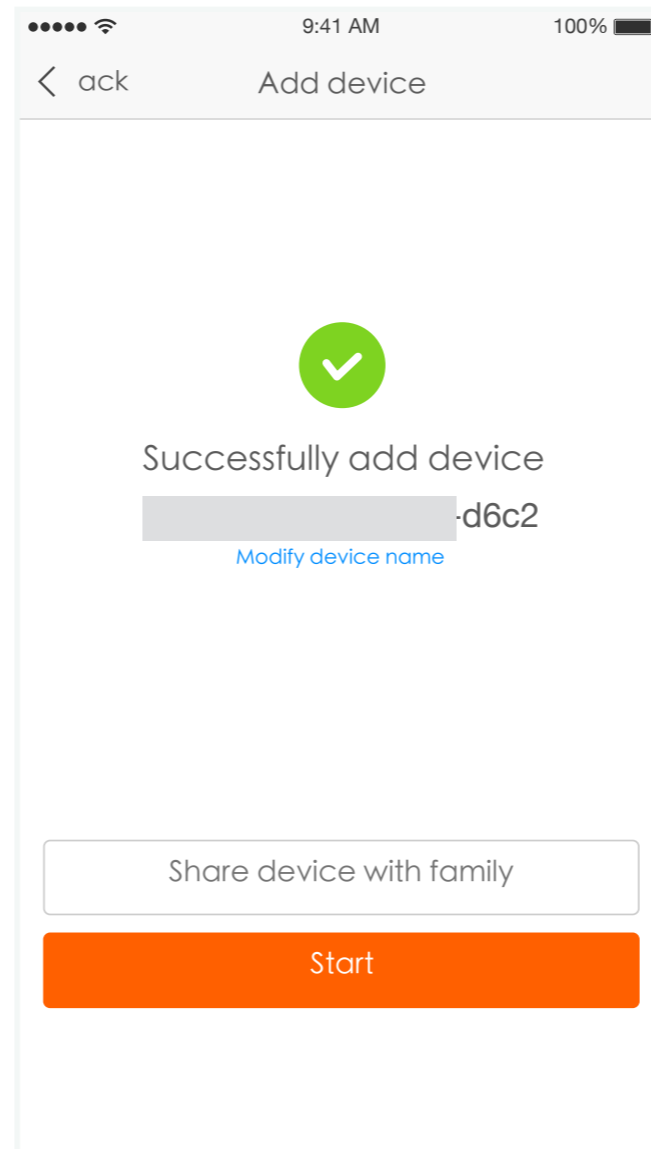 9:41 AM 100%
ack Add device
Successfully add device
-d6c2
Modify device name
Share device with family
Start